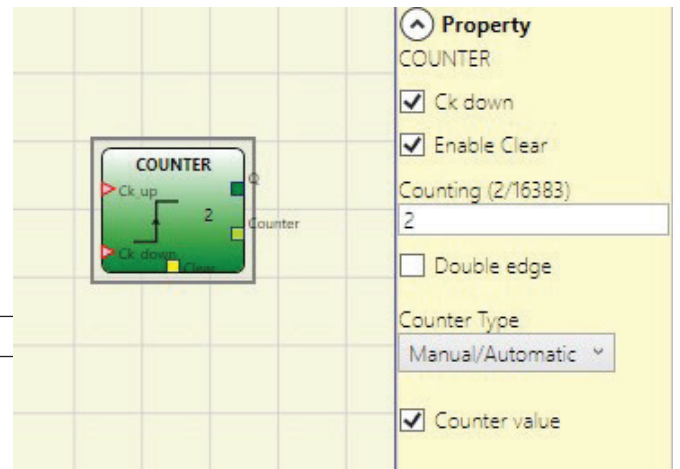 COUNTER
Ck_up
Q
2
Counter
Ck_down
Clear
Property
COUNTER
Ck down
Enable Clear
Counting (2/16383)
2
Double edge
Counter Type
Manual/Automatic
Counter value